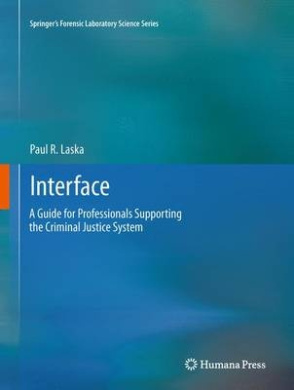 Springer's Forensic Laboratory Science Series
Paul R. Laska
Interface
A Guide for Professionals Supporting
the Criminal Justice System
Humana Press